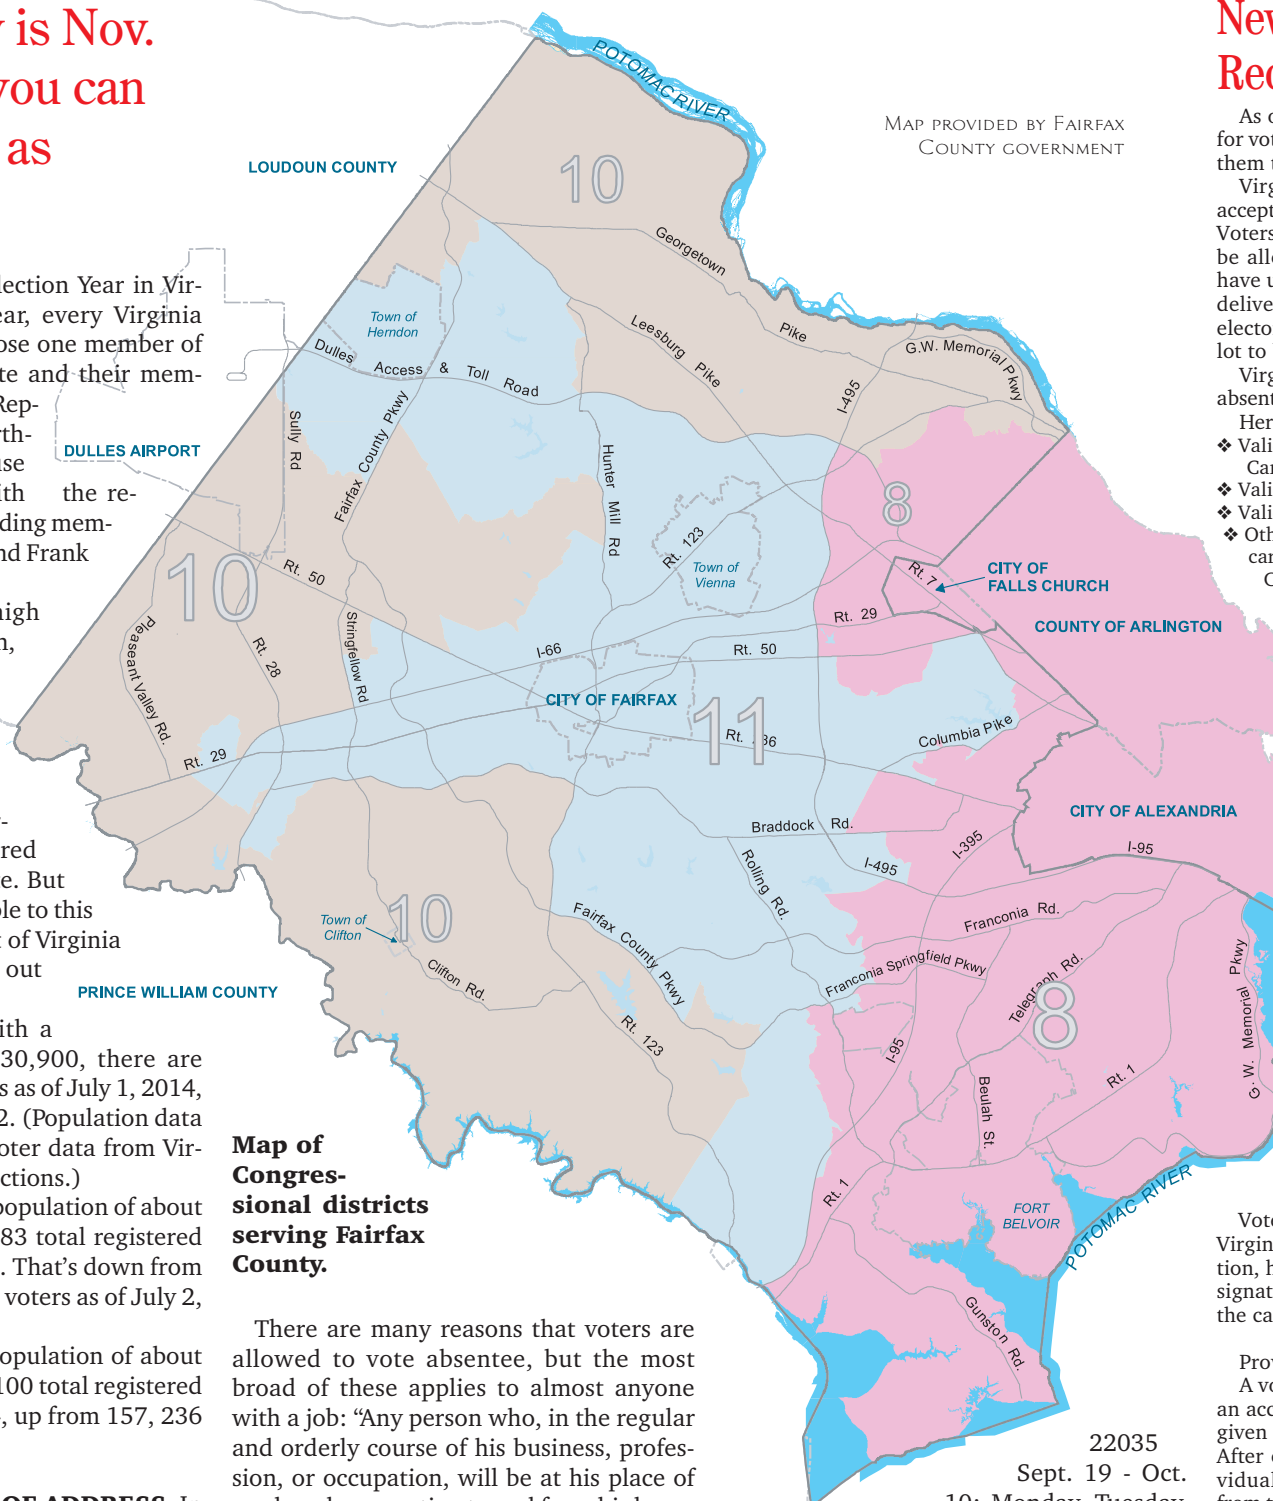 y is Nov.
you can
as
lection Year in Vir-
ear, every Virginia
ose one member of
te and their mem-
Rep-
rth-
use
ith the re-
ding mem-
nd Frank
high
n,
r-
red
e. But
ple to this
t of Virginia
out
ith a
30,900, there are
s as of July 1, 2014,
2. (Population data
oter data from Vir-
ctions.)
population of about
83 total registered
. That's down from
voters as of July 2,
opulation of about
100 total registered
, up from 157, 236
OF ADDRESS
MAP PROVIDED BY FAIRFAX
COUNTY GOVERNMENT
POTOMAC RIVER
LOUDOUN COUNTY
10
Georgetown
Pike
Town of
Herndon
Leesburg Pike
G.W. Memorial Pkwy
Dulles Access & Toll Road
I-495
Sully Rd
Fairfax County Pkwy
DULLES AIRPORT
Hunter Mill Rd
8
Rt. 123
Town of
Vienna
10
Rt. 50
Rt. 7
CITY OF
FALLS CHURCH
Rt. 29
COUNTY OF ARLINGTON
Pleasant Valley Rd.
Rt. 28
Stringfellow Rd
I-66
Rt. 50
CITY OF FAIRFAX
11
Rt. 29
Columbia Pike
CITY OF ALEXANDRIA
Braddock Rd.
I-395
I-95
Rolling Rd.
I-495
Town of
Clifton
10
Fairfax County Pkwy
Franconia Rd.
Clifton Rd.
Franconia Springfield Pkwy
Telegraph Rd.
G. W. Memorial Pkwy
PRINCE WILLIAM COUNTY
8
Rt. 123
I-95
Beulah St.
Rt. 1
Rt. 1
FORT
BELVOIR
POTOMAC RIVER
Gunston Rd.
Map of
Congres-
sional districts
serving Fairfax
County.
There are many reasons that voters are
allowed to vote absentee, but the most
broad of these applies to almost anyone
with a job: “Any person who, in the regular
and orderly course of his business, profes-
sion, or occupation, will be at his place of
22035
Sept. 19 - Oct.
10: Monday, Tuesday,
New
Rec
As o
for vot
them t
Virg
accept
Voters
be allo
have u
delive
electo
lot to
Virg
absent
Her
❖ Vali
Car
❖ Vali
❖ Vali
❖ Oth
can
C
Vote
Virgin
tion, h
signat
the ca
Prov
A vo
an acc
given
After
vidual